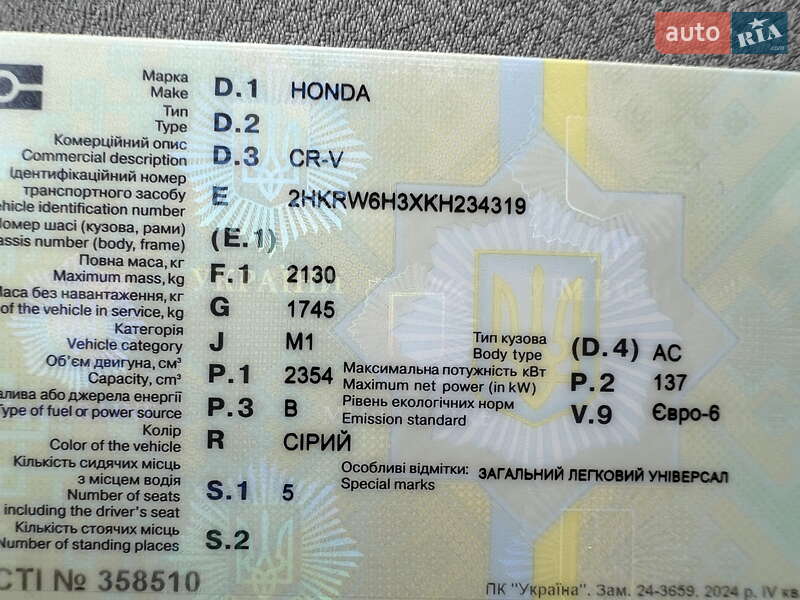 auto RIA
.com
Марка
Make D.1 HONDA
Тип
Type D.2
Комерційний опис
Commercial description D.3 CR-V
Ідентифікаційний номер
транспортного засобу
ehicle identification number E 2HKRW6H3XKH234319
Номер шасі (кузова, рами)
assis number (body, frame) (E.1)
Повна маса, кг
Maximum mass, kg F.1 2130
Маса без навантаження, кг
of the vehicle in service, kg G 1745
Категорія
Vehicle category J M1
Тип кузова
Body type (D.4) AC
Об'єм двигуна, см³
Capacity, cm³ P.1 2354
Максимальна потужність кВт
Maximum net power (in kW) P.2 137
алива або джерела енергії
Type of fuel or power source P.3 B
Рівень екологічних норм
Emission standard V.9 Євро-6
Колір
Color of the vehicle R СІРИЙ
Кількість сидячих місць
з місцем водія
Number of seats
including the driver's seat S.1 5
Особливі відмітки: ЗАГАЛЬНИЙ ЛЕГКОВИЙ УНІВЕРСАЛ
Special marks
Кількість стоячих місць
Number of standing places S.2
СТІ № 358510
ПК "Україна". Зам. 24-3659. 2024 р. IV кв